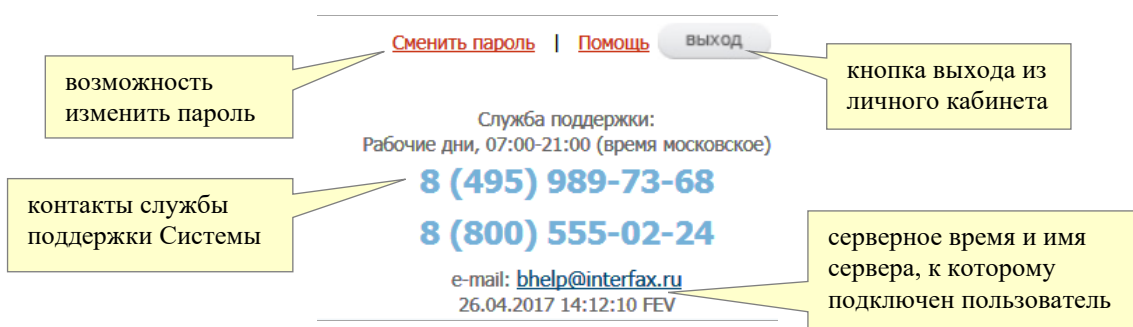 Сменить пароль | Помощь выход
возможность
изменить пароль
кнопка выхода из
личного кабинета
Служба поддержки:
Рабочие дни, 07:00-21:00 (время московское)
8 (495) 989-73-68
контакты службы
поддержки Системы
8 (800) 555-02-24
серверное время и имя
сервера, к которому
подключен пользователь
e-mail: bhelp@interfax.ru
26.04.2017 14:12:10 FEV